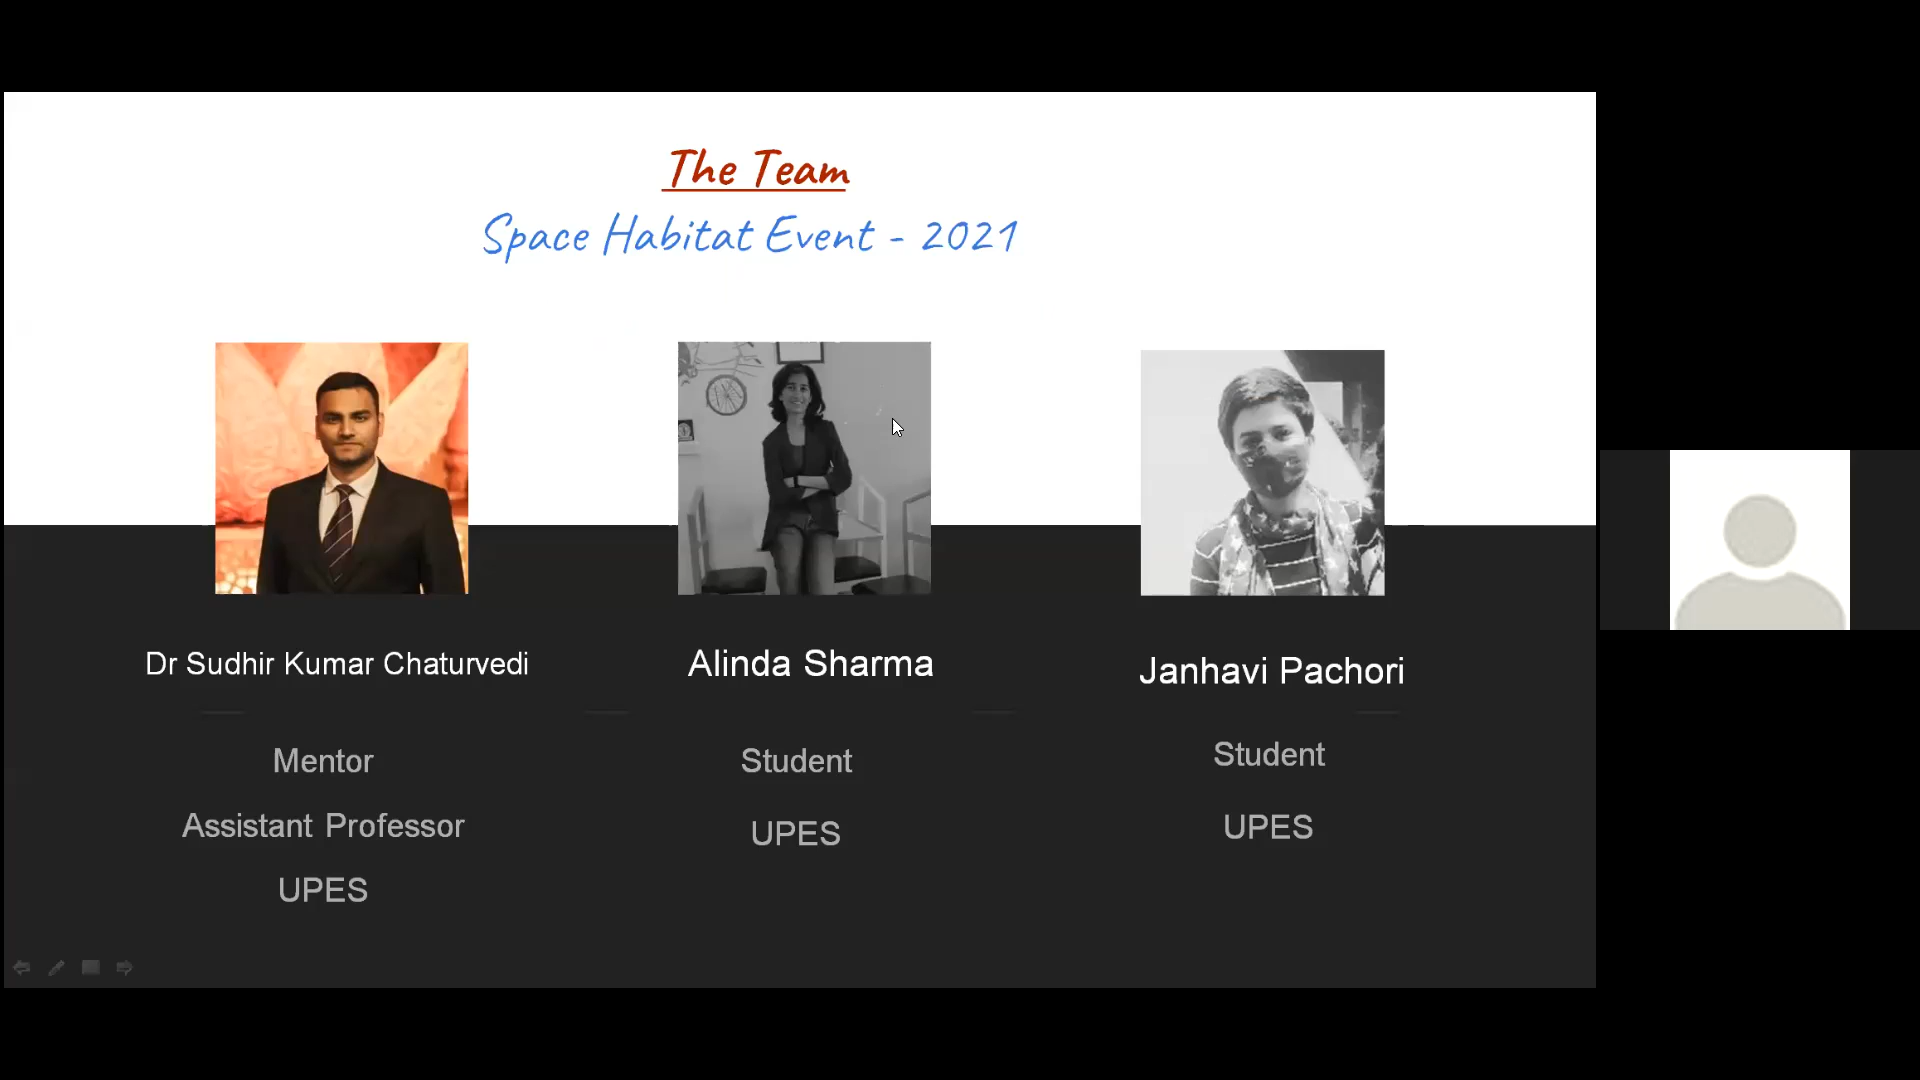 The Team
Space Habitat Event - 2021
Dr Sudhir Kumar Chaturvedi
Mentor
Assistant Professor
UPES
Alinda Sharma
Student
UPES
Janhavi Pachori
Student
UPES